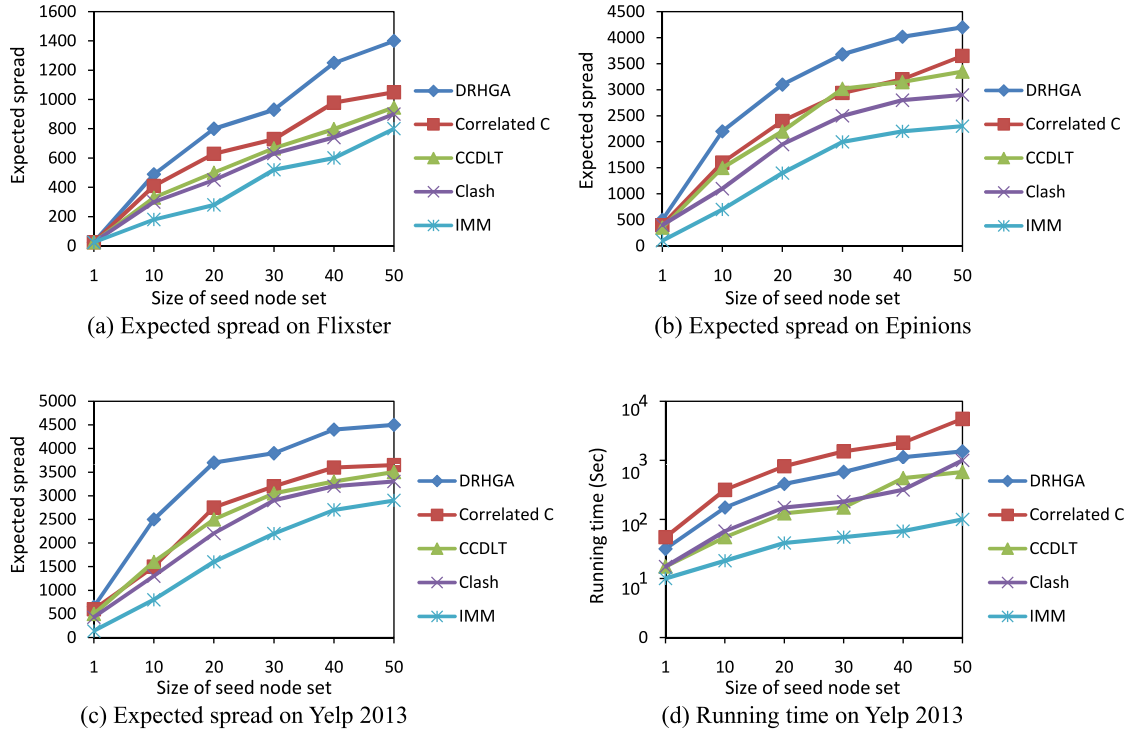 1600
1400
1200
1000
800
600
400
200
0
Expected spread
1 10 20 30 40 50
Size of seed node set
DRHGA
Correlated C
CCDLT
Clash
IMM
(a) Expected spread on Flixster
4500
4000
3500
3000
2500
2000
1500
1000
500
0
Expected spread
1 10 20 30 40 50
Size of seed node set
DRHGA
Correlated C
CCDLT
Clash
IMM
(b) Expected spread on Epinions
5000
4500
4000
3500
3000
2500
2000
1500
1000
500
0
Expected spread
1 10 20 30 40 50
Size of seed node set
DRHGA
Correlated C
CCDLT
Clash
IMM
(c) Expected spread on Yelp 2013
10^4
10^3
10^2
10^1
0
Running time (Sec)
1 10 20 30 40 50
Size of seed node set
DRHGA
Correlated C
CCDLT
Clash
IMM
(d) Running time on Yelp 2013